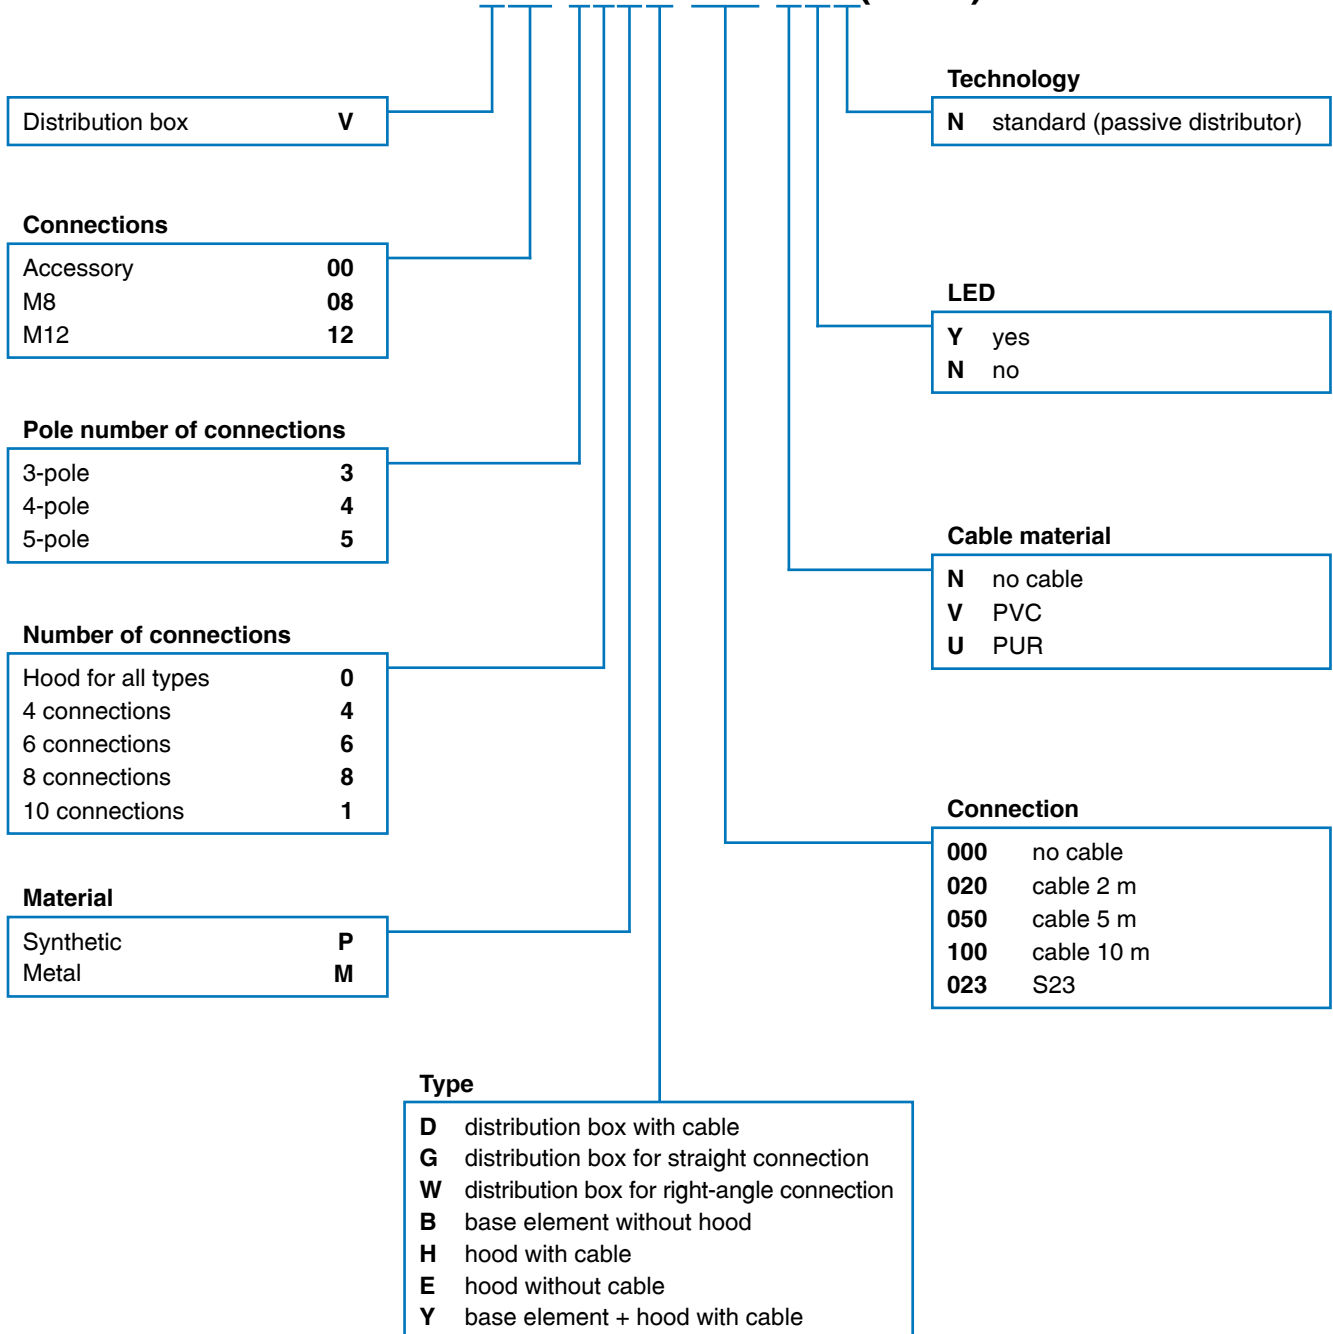 Distribution box V
Connections
Accessory 00
M8 08
M12 12
Pole number of connections
3-pole 3
4-pole 4
5-pole 5
Number of connections
Hood for all types 0
4 connections 4
6 connections 6
8 connections 8
10 connections 1
Material
Synthetic P
Metal M
Technology
N standard (passive distributor)
LED
Y yes
N no
Cable material
N no cable
V PVC
U PUR
Connection
000 no cable
020 cable 2 m
050 cable 5 m
100 cable 10 m
023 S23
Type
D distribution box with cable
G distribution box for straight connection
W distribution box for right-angle connection
B base element without hood
H hood with cable
E hood without cable
Y base element + hood with cable